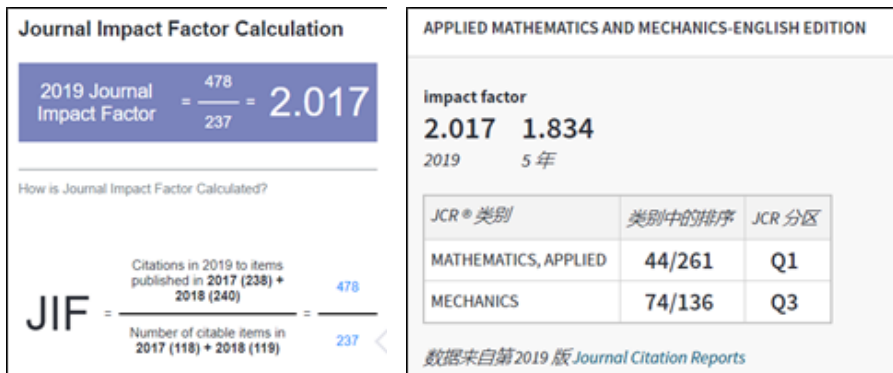 Journal Impact Factor Calculation
2019 Journal
Impact Factor
= 478 / 237 = 2.017
How is Journal Impact Factor Calculated?
JIF = 
Citations in 2019 to items
published in 2017 (238) +
2018 (240)
Number of citable items in
2017 (118) + 2018 (119)
= 478
237
APPLIED MATHEMATICS AND MECHANICS-ENGLISH EDITION
impact factor
2.017 1.834
2019 5 年
JCR ® 类别 类别中的排序 JCR 分区
MATHEMATICS, APPLIED 44/261 Q1
MECHANICS 74/136 Q3
数据来自第 2019 版 Journal Citation Reports